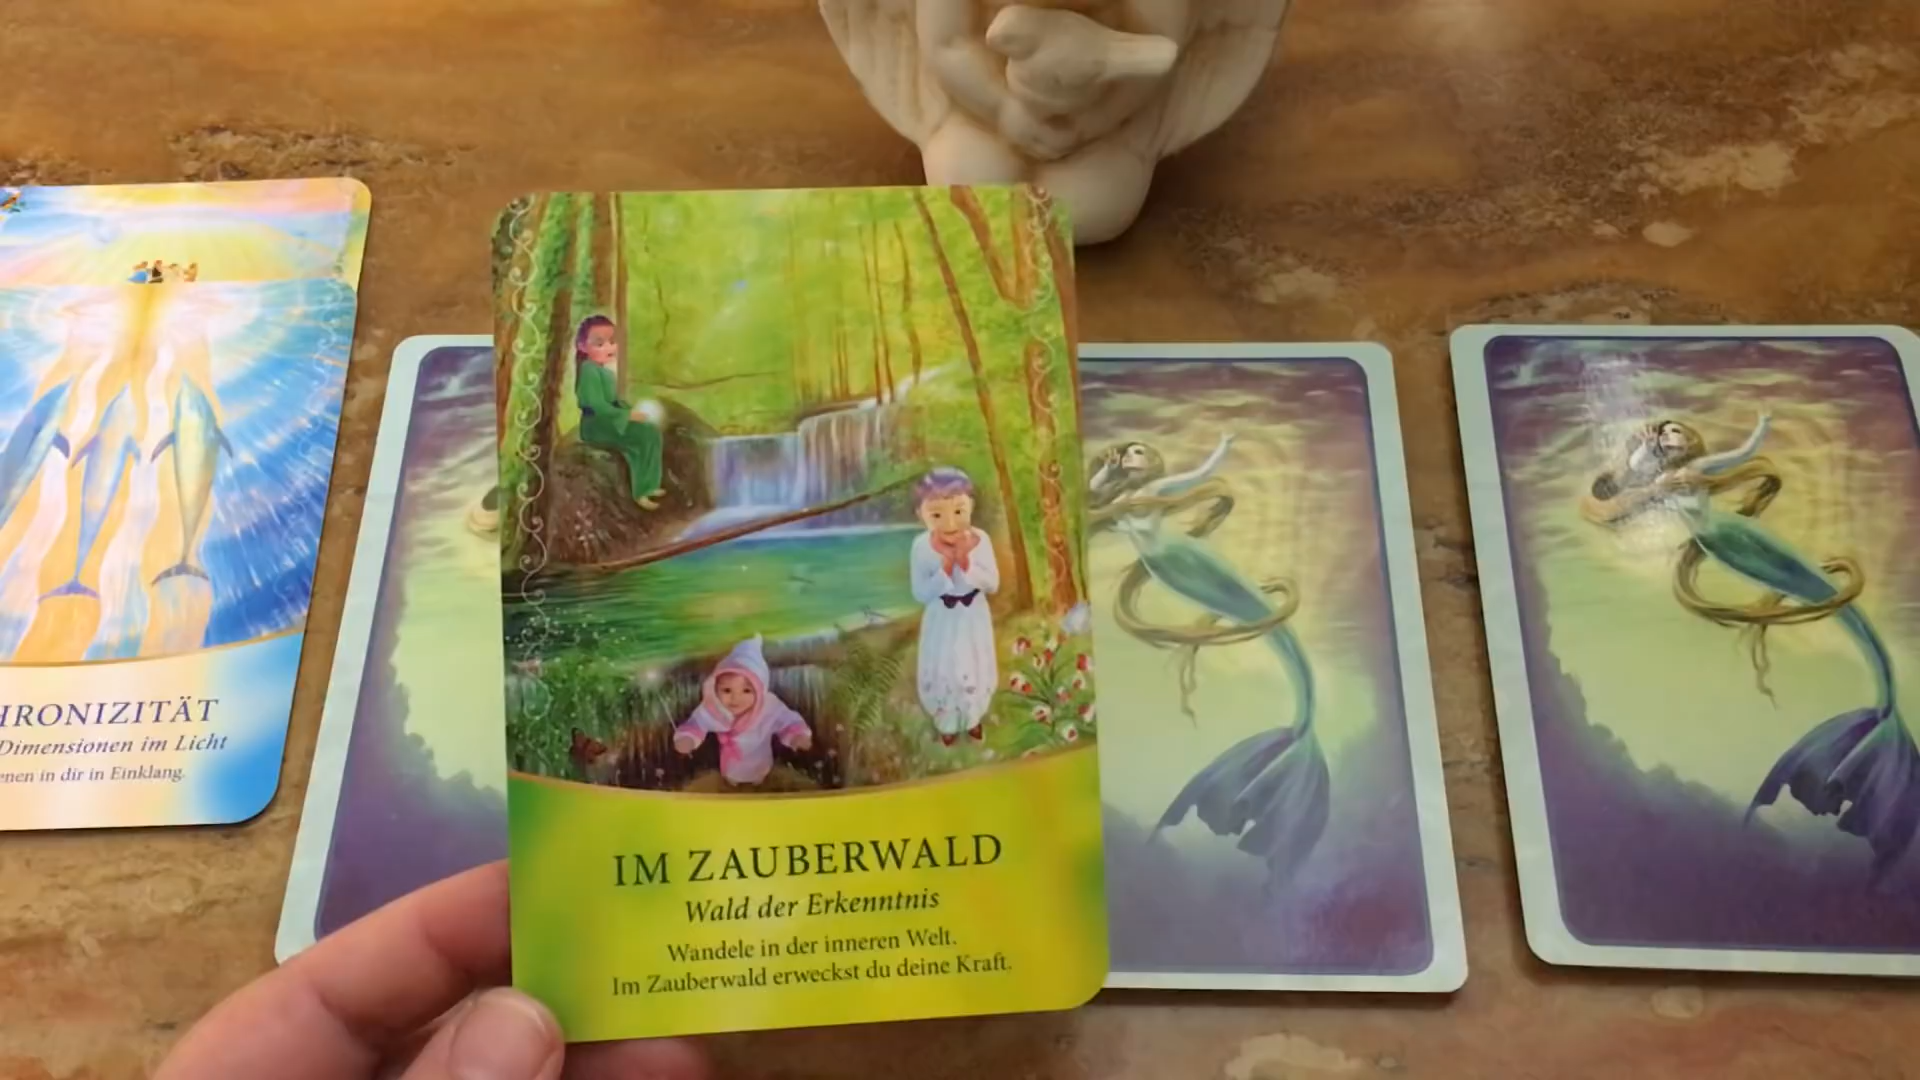 HRONIZITÄT
Dimensionen im Licht
enen in dir in Einklang.
IM ZAUBERWALD
Wald der Erkenntnis
Wandele in der inneren Welt.
Im Zauberwald erweckst du deine Kraft.